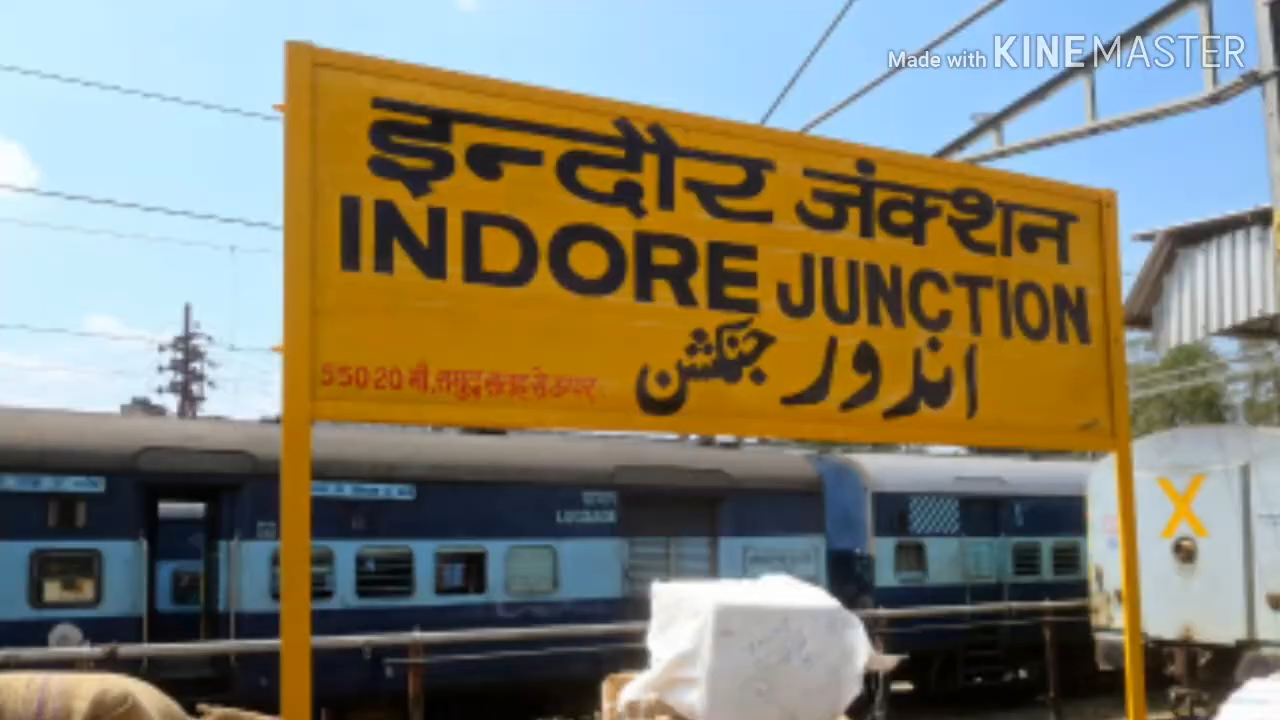 Made with KINEMASTER
इन्दौर जंक्शन
INDORE JUNCTION
اندور جنکشن
550·20 मी. समुद्र सतह से ऊपर
X